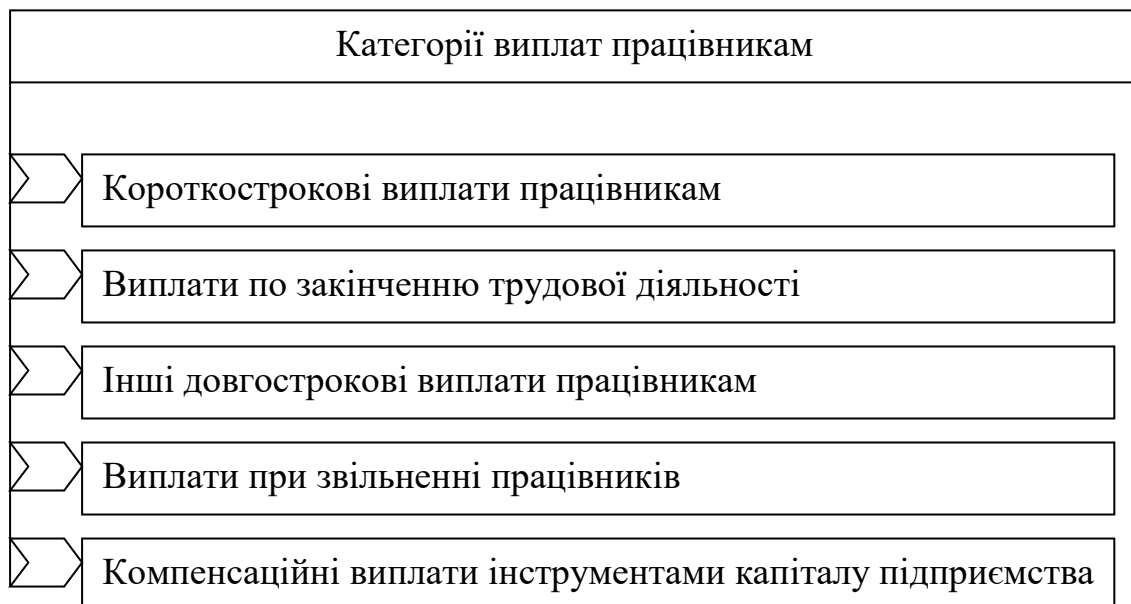 Категорії виплат працівникам
Короткострокові виплати працівникам
Виплати по закінченню трудової діяльності
Інші довгострокові виплати працівникам
Виплати при звільненні працівників
Компенсаційні виплати інструментами капіталу підприємства